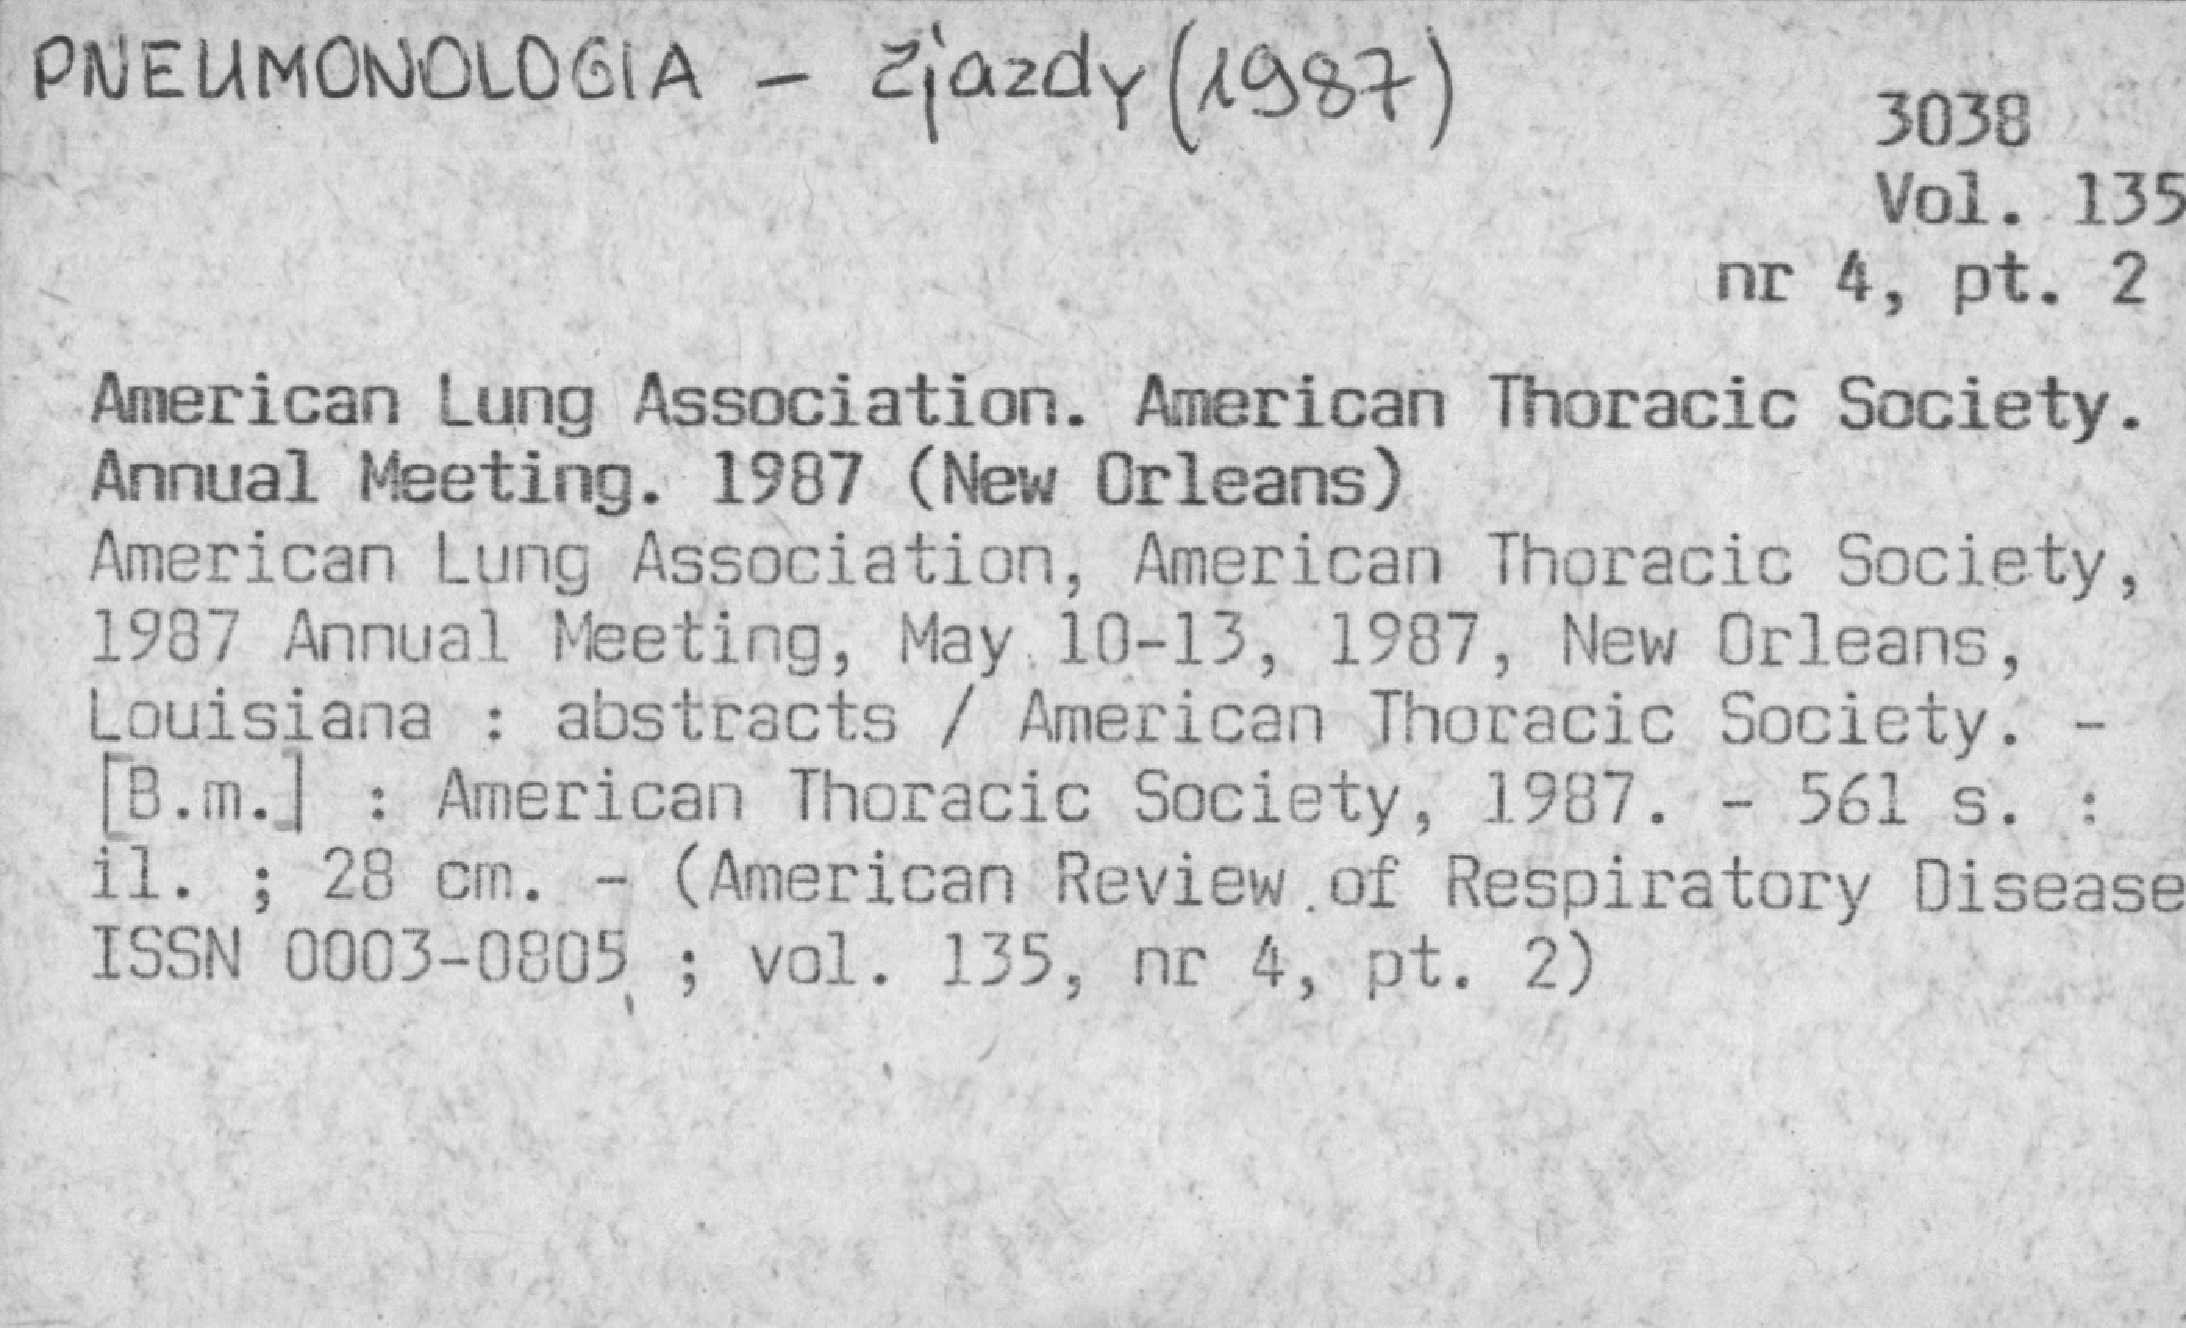 PNEUMONOLOGIA - zjazdy (1987)
3038
Vol. 135
nr 4, pt. 2
American Lung Association. American Thoracic Society.
Annual Meeting. 1987 (New Orleans)
American Lung Association, American Thoracic Society,
1987 Annual Meeting, May 10-13, 1987, New Orleans,
Louisiana : abstracts / American Thoracic Society. -
[B.m.] : American Thoracic Society, 1987. - 561 s. :
il. ; 28 cm. - (American Review of Respiratory Disease
ISSN 0003-0805 ; vol. 135, nr 4, pt. 2)